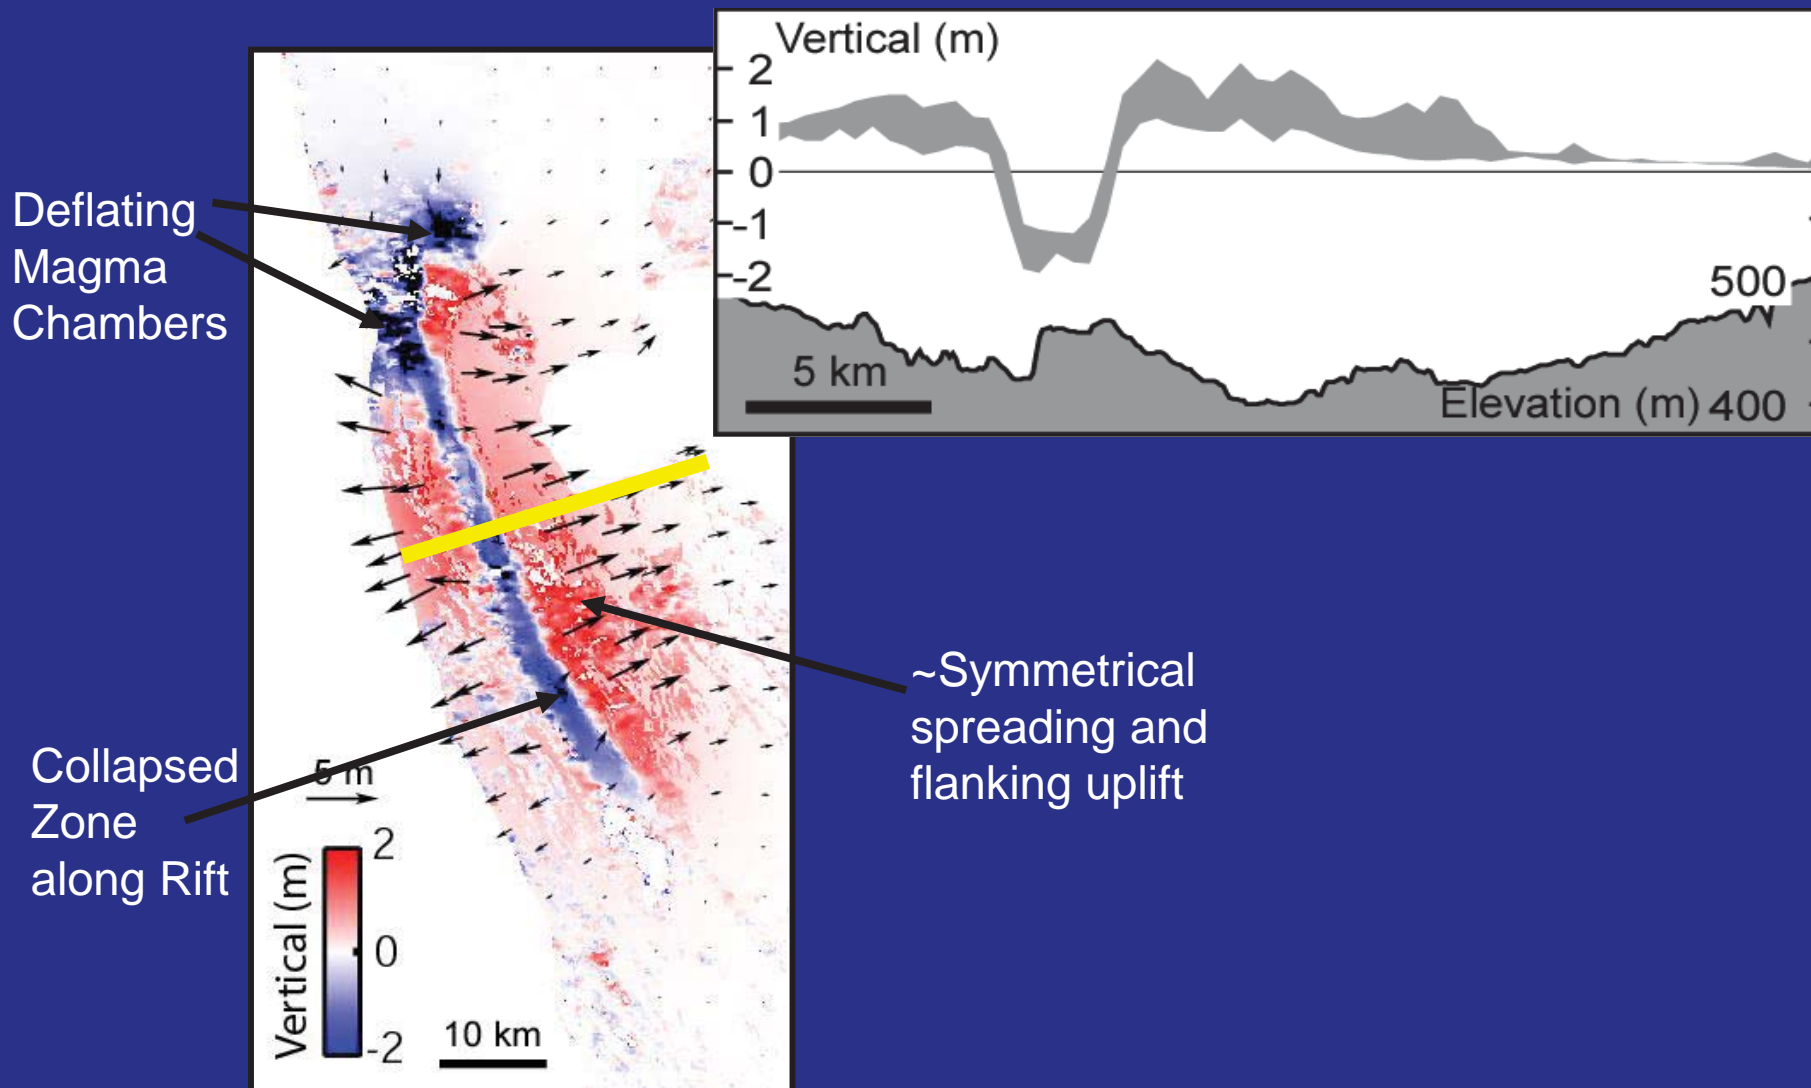 Vertical (m)
2
1
0
-1
-2
500
5 km
Elevation (m) 400
Deflating
Magma
Chambers
~Symmetrical
spreading and
flanking uplift
Collapsed
Zone
along Rift
5 m
Vertical (m)
2
0
-2
10 km